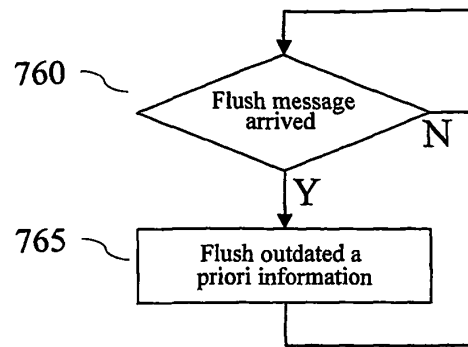 760
Flush message
arrived
N
Y
765
Flush outdated a
priori information